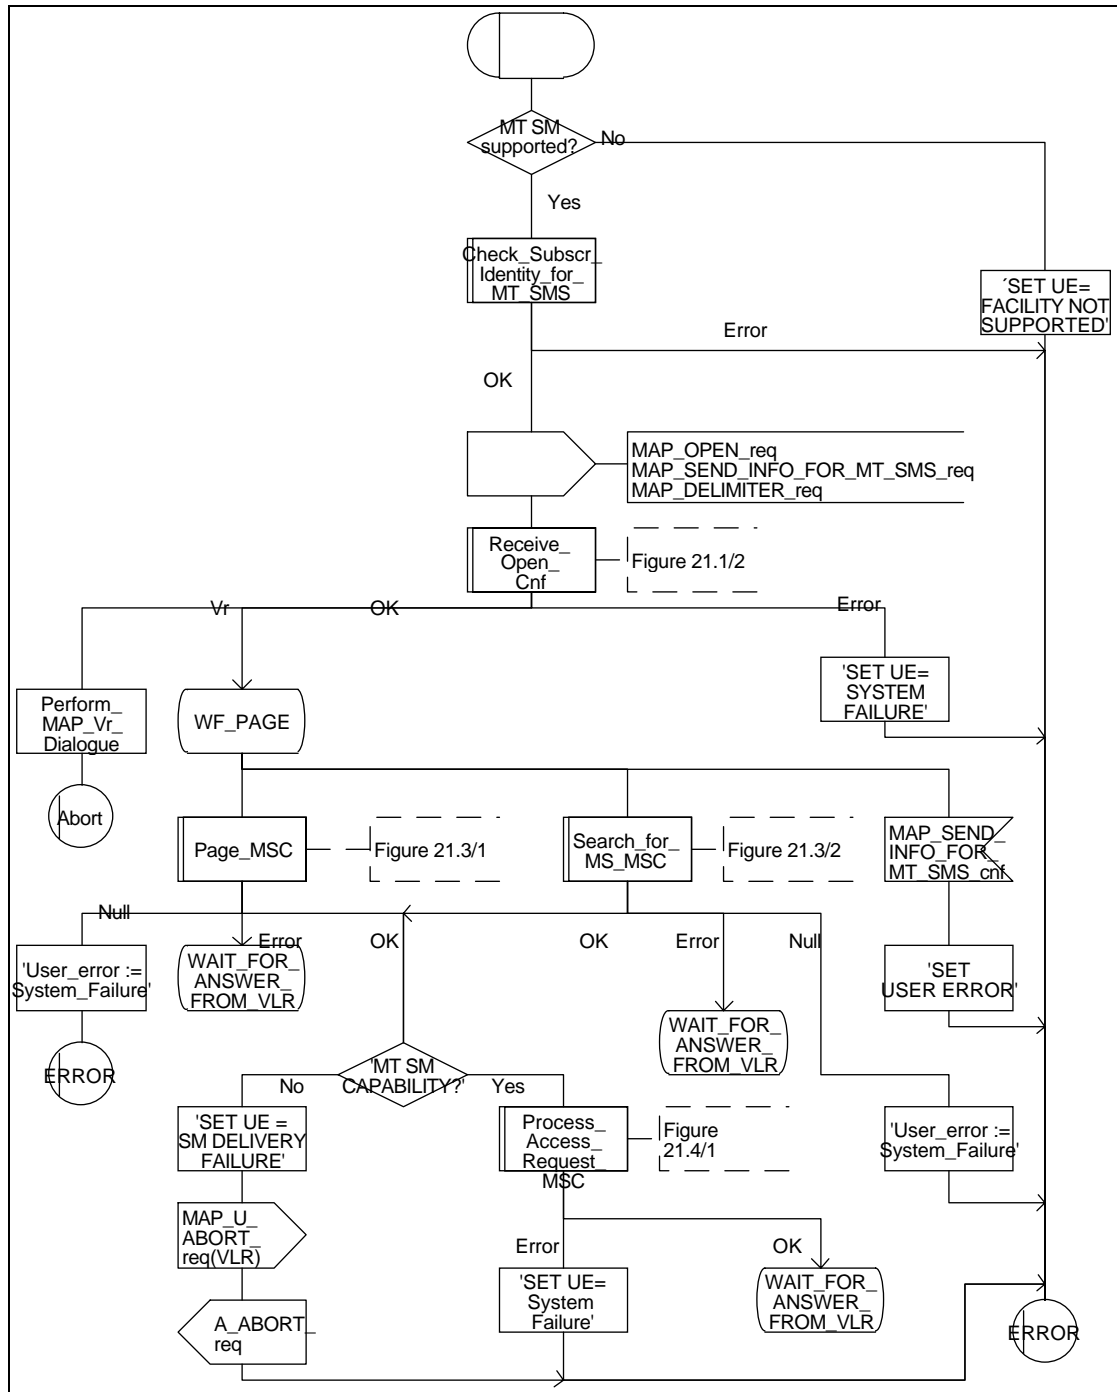 MT SM
supported?
No
Yes
Check_Subscr_
Identity_for_
MT_SMS
´SET UE=
FACILITY NOT
SUPPORTED'
Error
OK
MAP_OPEN_req
MAP_SEND_INFO_FOR_MT_SMS_req
MAP_DELIMITER_req
Receive_
Open_
Cnf
Figure 21.1/2
Vr
OK
Error
Perform_
MAP_Vr_
Dialogue
WF_PAGE
'SET UE=
SYSTEM
FAILURE'
Abort
Page_MSC
Figure 21.3/1
Search_for_
MS_MSC
Figure 21.3/2
MAP_SEND_
INFO_FOR_
MT_SMS_cnf
Null
Error
OK
OK
Error
Null
'User_error :=
System_Failure'
WAIT_FOR_
ANSWER_
FROM_VLR
'SET
USER ERROR'
WAIT_FOR_
ANSWER_
FROM_VLR
ERROR
'MT SM
CAPABILITY?'
No
Yes
'SET UE =
SM DELIVERY
FAILURE'
Process_
Access_
Request_
MSC
Figure
21.4/1
'User_error :=
System_Failure'
MAP_U_
ABORT_
req(VLR)
Error
OK
'SET UE=
System
Failure'
WAIT_FOR_
ANSWER_
FROM_VLR
A_ABORT_
req
ERROR